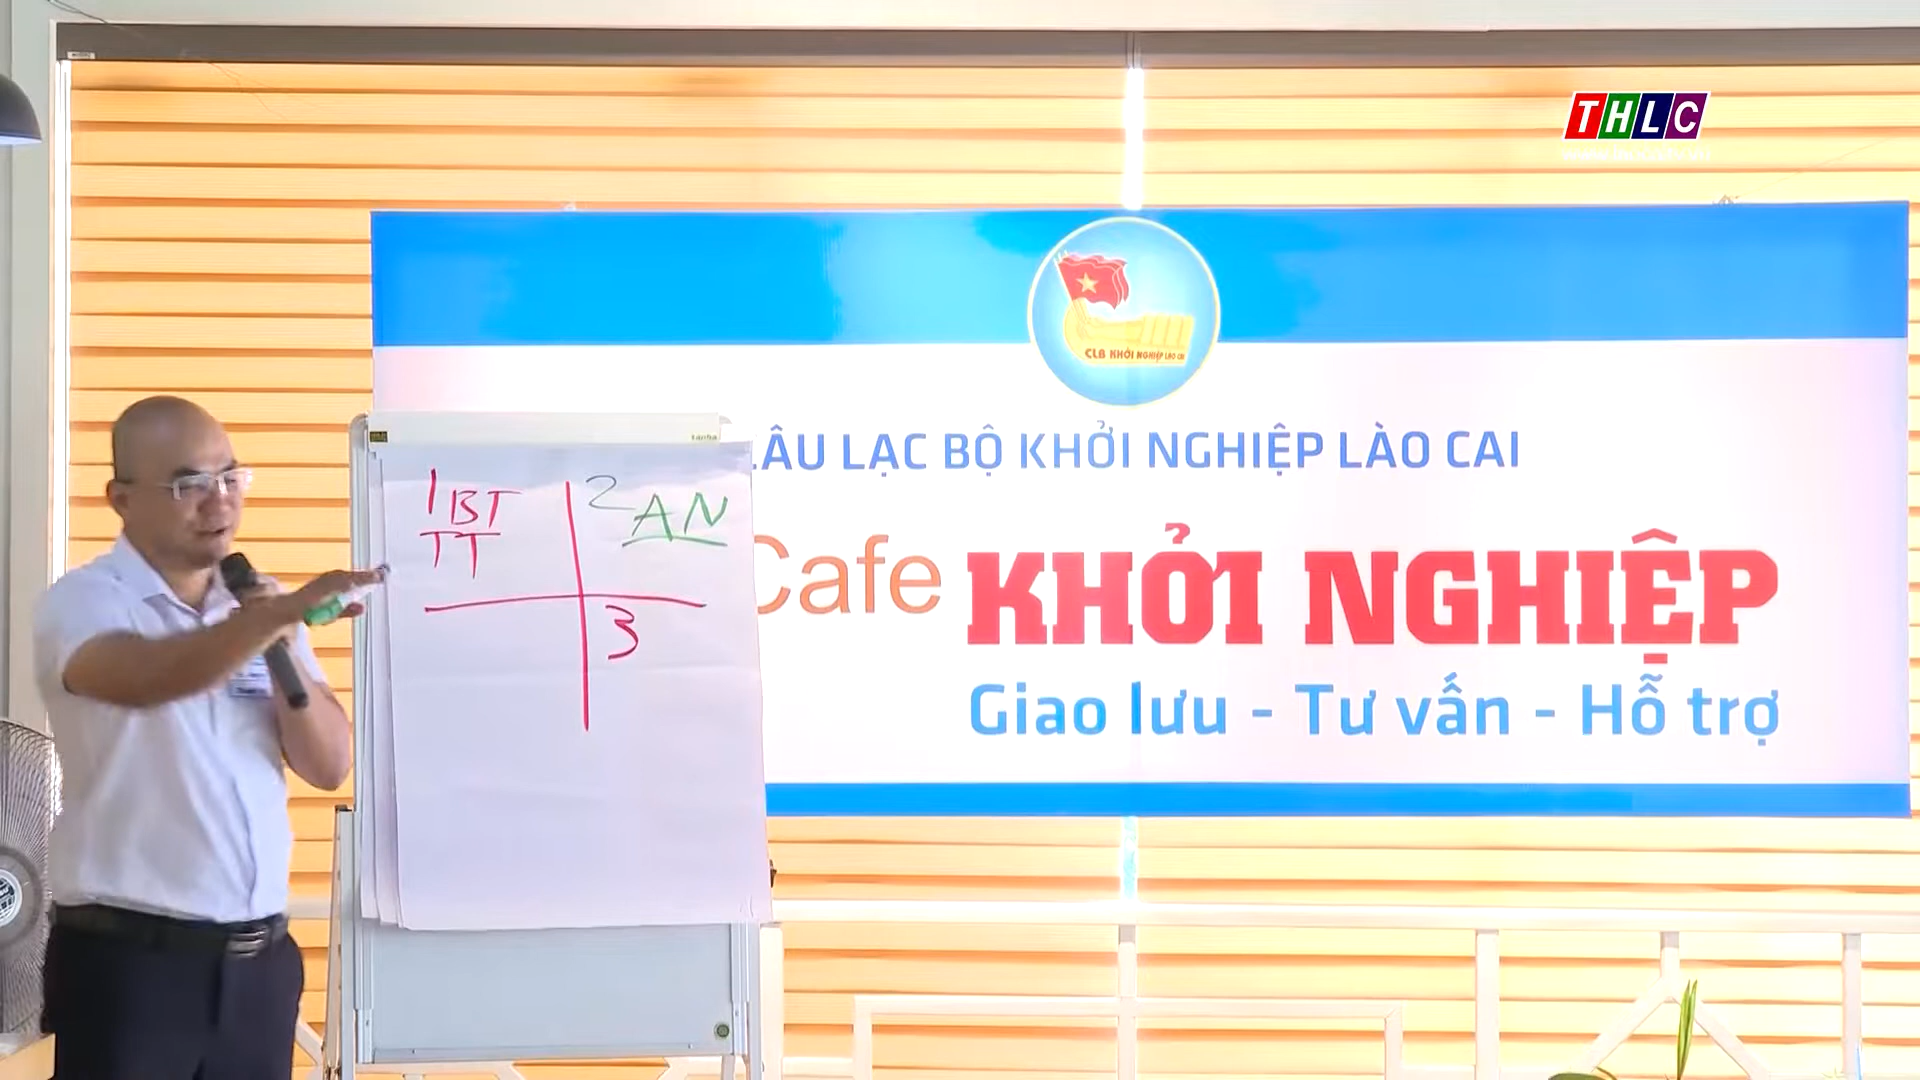 THLC
CLB KHỞI NGHIỆP LÀO CAI
ÂU LẠC BỘ KHỞI NGHIỆP LÀO CAI
Cafe KHỞI NGHIỆP
Giao lưu - Tư vấn - Hỗ trợ
1 BT
TT
2 AN
3